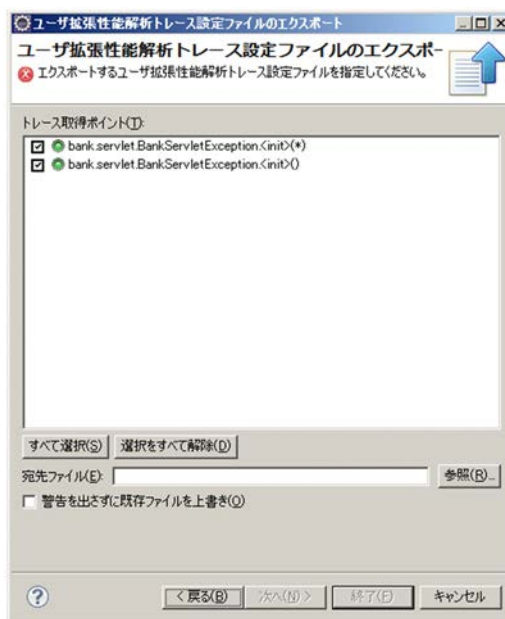 ユーザ拡張性能解析トレース設定ファイルのエクスポート
ユーザ拡張性能解析トレース設定ファイルのエクスポー
エクスポートするユーザ拡張性能解析トレース設定ファイルを指定してください。
トレース取得ポイント(T):
bank.servlet.BankServletException.<init>(*)
bank.servlet.BankServletException.<init>()
すべて選択(S) 選択をすべて解除(D)
宛先ファイル(E): 参照(R)...
警告を出さずに既存ファイルを上書き(O)
< 戻る(B) 次へ(N) > 終了(F) キャンセル